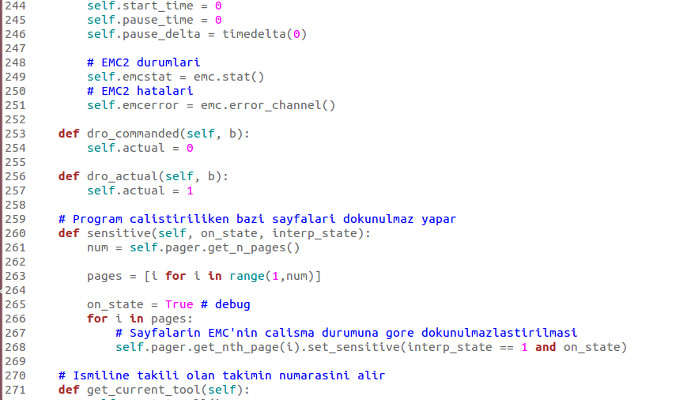 244 self.start_time = 0
245 self.pause_time = 0
246 self.pause_delta = timedelta(0)
247
248 # EMC2 durumlari
249 self.emcstat = emc.stat()
250 # EMC2 hatalari
251 self.emcerror = emc.error_channel()
252
253 def dro_commanded(self, b):
254 self.actual = 0
255
256 def dro_actual(self, b):
257 self.actual = 1
258
259 # Program calistiriliken bazi sayfalari dokunulmaz yapar
260 def sensitive(self, on_state, interp_state):
261 num = self.pager.get_n_pages()
262
263 pages = [i for i in range(1,num)]
264
265 on_state = True # debug
266 for i in pages:
267 # Sayfalarin EMC'nin calisma durumuna gore dokunulmazlastirilmasi
268 self.pager.get_nth_page(i).set_sensitive(interp_state == 1 and on_state)
269
270 # Ismiline takili olan takimin numarasini alir
271 def get_current_tool(self):